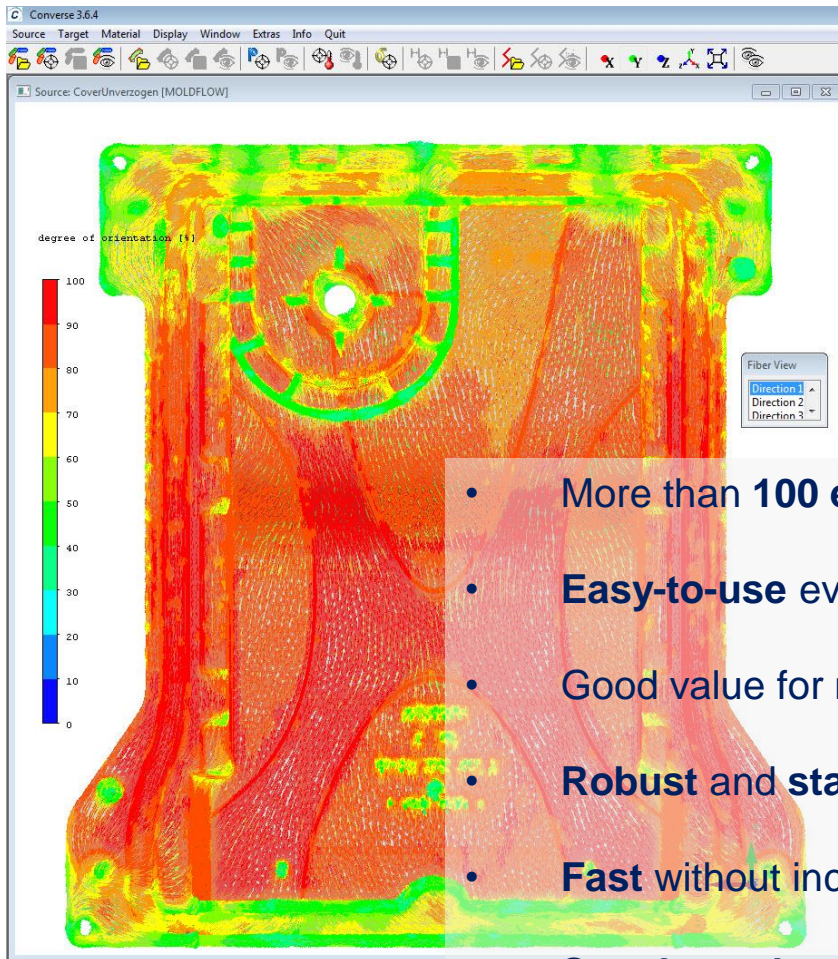 Converse 3.6.4
Source Target Material Display Window Extras Info Quit
Source: CoverUnverzogen [MOLDFLOW]
degree of orientation [%]
100
90
80
70
60
50
40
30
20
10
0
Fiber View
Direction 1
Direction 2
Direction 3
• More than 100 e
• Easy-to-use ev
• Good value for
• Robust and sta
• Fast without inc